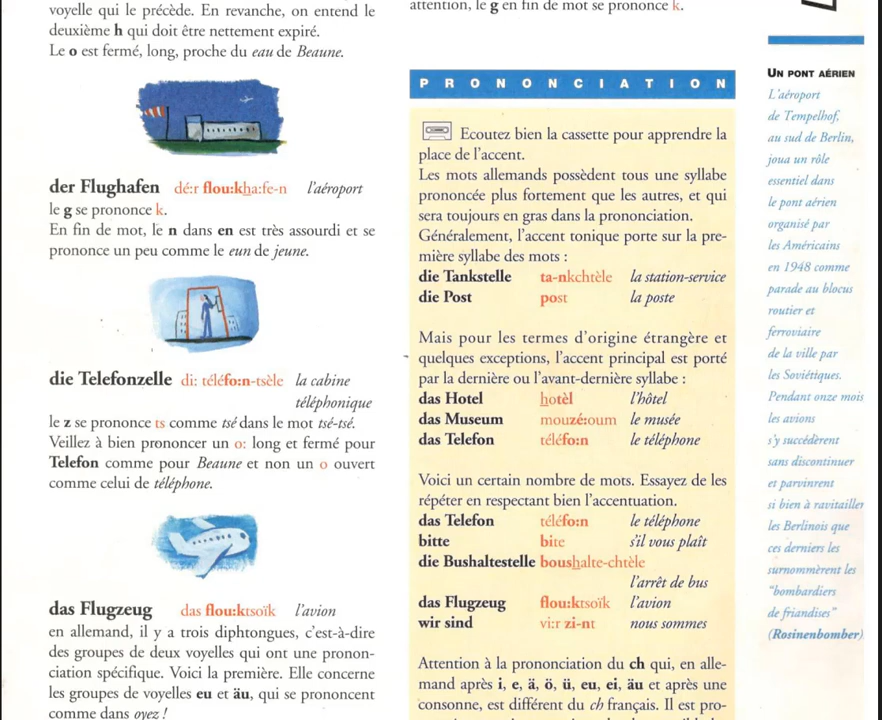 voyelle qui le précède. En revanche, on entend le
deuxième h qui doit être nettement expiré.
Le o est fermé, long, proche du eau de Beaune.
der Flughafen dé:r flou:kha:fe-n l'aéroport
le g se prononce k.
En fin de mot, le n dans en est très assourdi et se
prononce un peu comme le eun de jeune.
die Telefonzelle di: téléfo:n-tsèle la cabine
téléphonique
le z se prononce ts comme tsé dans le mot tsé-tsé.
Veillez à bien prononcer un o: long et fermé pour
Telefon comme pour Beaune et non un o ouvert
comme celui de téléphone.
das Flugzeug das flou:ktsoïk l'avion
en allemand, il y a trois diphtongues, c'est-à-dire
des groupes de deux voyelles qui ont une pronon-
ciation spécifique. Voici la première. Elle concerne
les groupes de voyelles eu et äu, qui se prononcent
comme dans oyez !
attention, le g en fin de mot se prononce k.
PRONONCIATION
Ecoutez bien la cassette pour apprendre la
place de l'accent.
Les mots allemands possèdent tous une syllabe
prononcée plus fortement que les autres, et qui
sera toujours en gras dans la prononciation.
Généralement, l'accent tonique porte sur la pre-
mière syllabe des mots :
die Tankstelle ta-nkchtèle la station-service
die Post post la poste
Mais pour les termes d'origine étrangère et
quelques exceptions, l'accent principal est porté
par la dernière ou l'avant-dernière syllabe :
das Hotel hotèl l'hôtel
das Museum mouzé:oum le musée
das Telefon téléfo:n le téléphone
Voici un certain nombre de mots. Essayez de les
répéter en respectant bien l'accentuation.
das Telefon téléfo:n le téléphone
bitte bite s'il vous plaît
die Bushaltestelle boushalte-chtèle
l'arrêt de bus
das Flugzeug flou:ktsoïk l'avion
wir sind vi:r zi-nt nous sommes
Attention à la prononciation du ch qui, en alle-
mand après i, e, ä, ö, ü, eu, ei, äu et après une
consonne, est différent du ch français. Il est pro-
UN PONT AÉRIEN
L'aéroport
de Tempelhof,
au sud de Berlin,
joua un rôle
essentiel dans
le pont aérien
organisé par
les Américains
en 1948 comme
parade au blocus
routier et
ferroviaire
de la ville par
les Soviétiques.
Pendant onze mois
les avions
s'y succédèrent
sans discontinuer
et parvinrent
si bien à ravitailler
les Berlinois que
ces derniers les
surnommèrent les
"bombardiers
de friandises"
(Rosinenbomber)